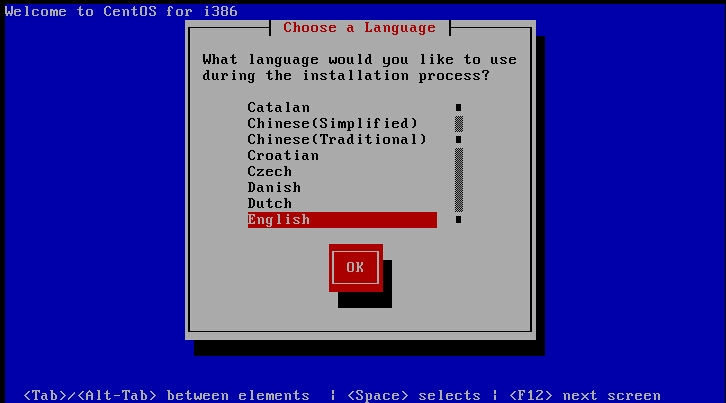 Welcome to CentOS for i386
Choose a Language
What language would you like to use
during the installation process?
Catalan
Chinese(Simplified)
Chinese(Traditional)
Croatian
Czech
Danish
Dutch
English
OK
<Tab>/<Alt-Tab> between elements | <Space> selects | <F12> next screen